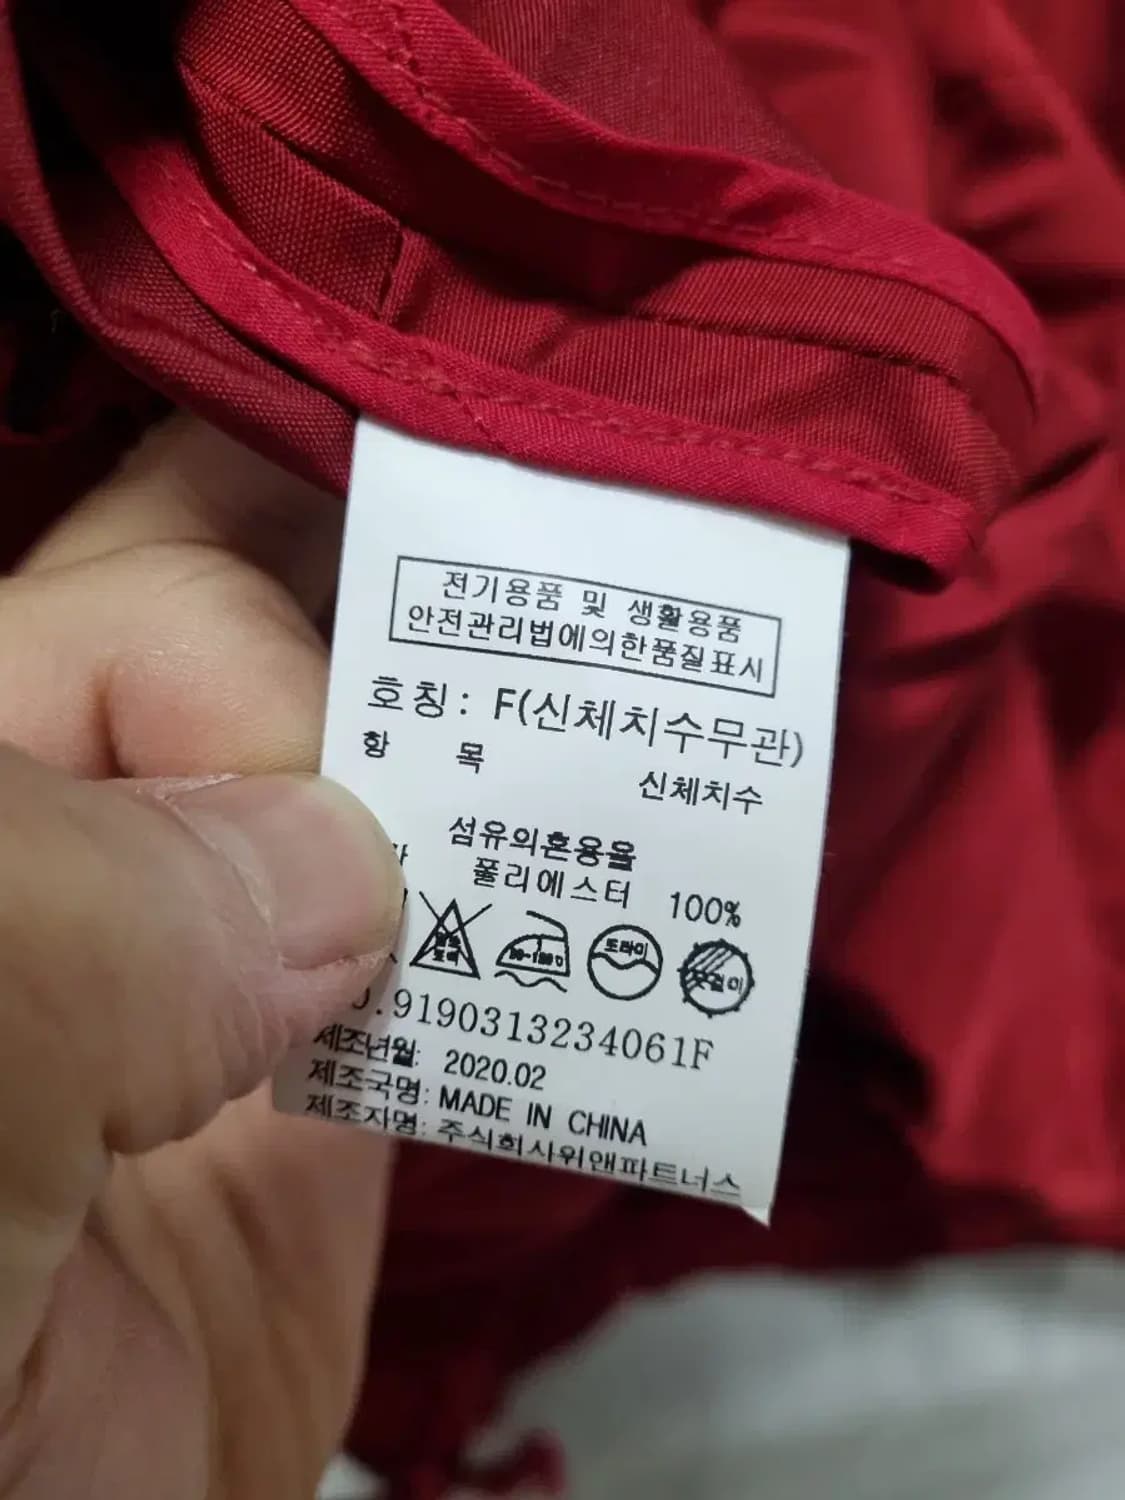 전기용품 및 생활용품
안전관리법에의한품질표시
호칭: F(신체치수무관)
항 목 신체치수
섬유의혼용율
폴리에스터 100%
드라이
옷걸이
.9190313234061F
제조년월: 2020.02
제조국명: MADE IN CHINA
제조자명: 주식회사위앤파트너스